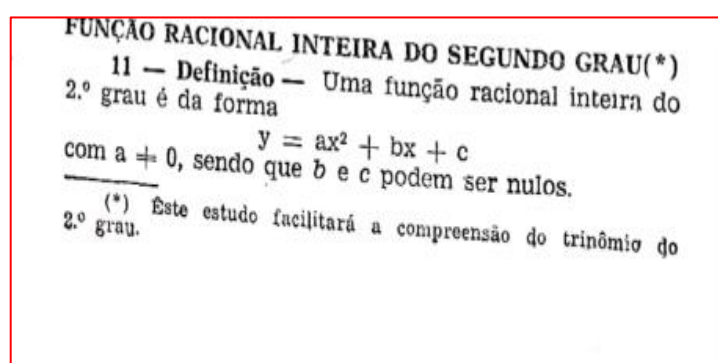 FUNÇÃO RACIONAL INTEIRA DO SEGUNDO GRAU(*)
11 — Definição — Uma função racional inteira do
2.º grau é da forma
y = ax² + bx + c
com a ≠ 0, sendo que b e c podem ser nulos.
(*) Êste estudo facilitará a compreensão do trinômio do
2.º grau.